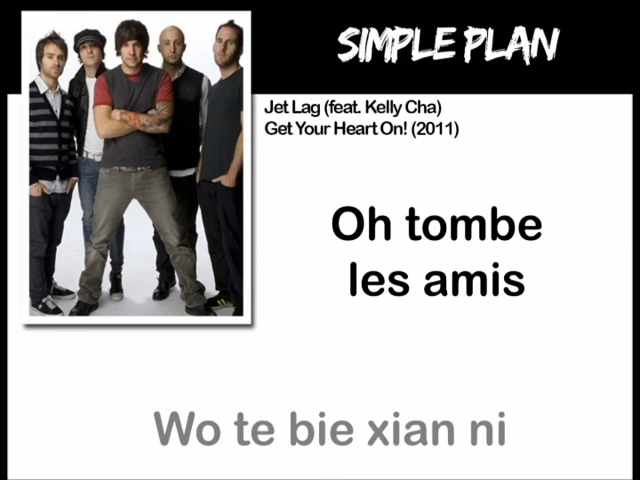 SIMPLE PLAN
Jet Lag (feat. Kelly Cha)
Get Your Heart On! (2011)
Oh tombe
les amis
Wo te bie xian ni